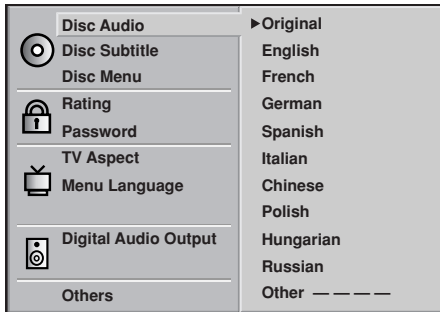 Disc Audio
Disc Subtitle
Disc Menu
Rating
Password
TV Aspect
Menu Language
Digital Audio Output
Others
Original
English
French
German
Spanish
Italian
Chinese
Polish
Hungarian
Russian
Other — — — —